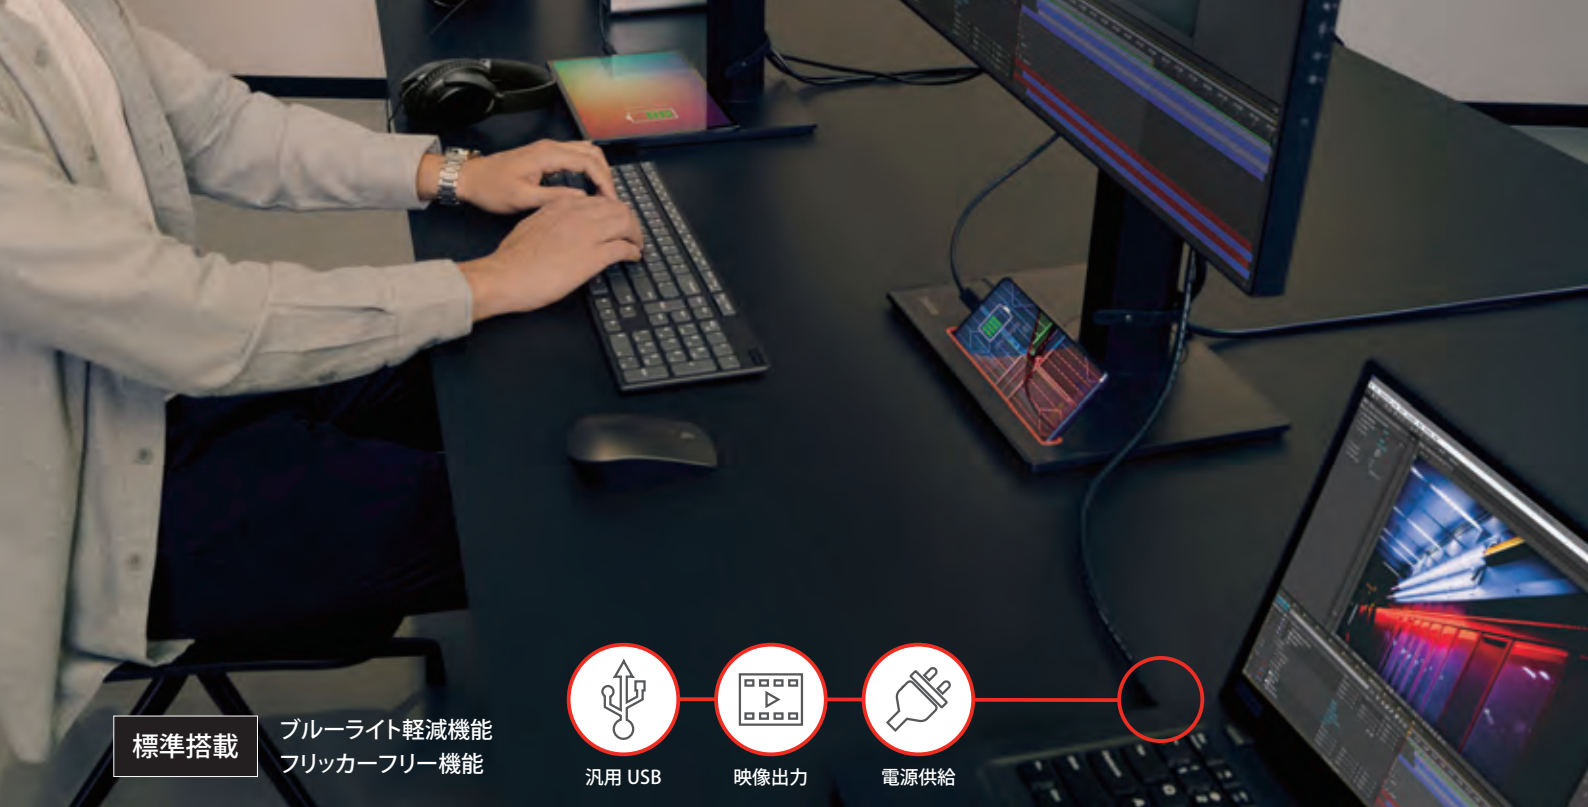 標準搭載
ブルーライト軽減機能
フリッカーフリー機能
汎用 USB
映像出力
電源供給